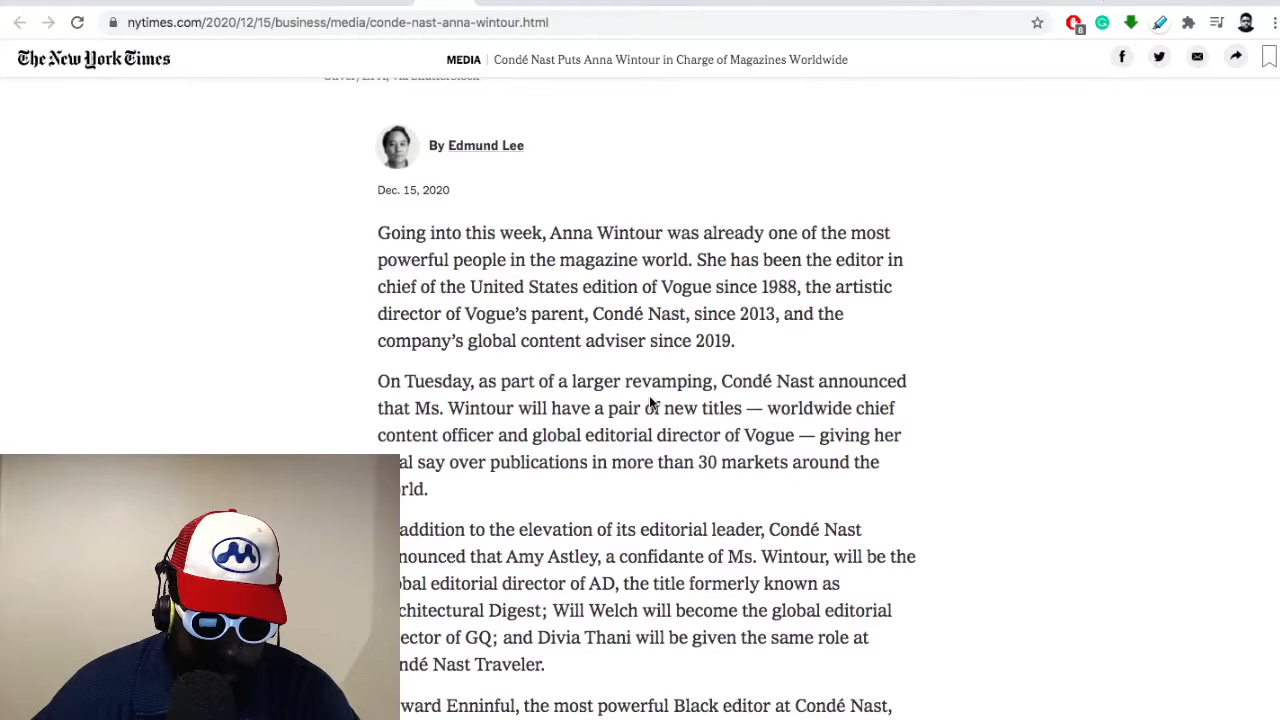 nytimes.com/2020/12/15/business/media/conde-nast-anna-wintour.html
8
The New York Times
MEDIA | Condé Nast Puts Anna Wintour in Charge of Magazines Worldwide
By Edmund Lee
Dec. 15, 2020
Going into this week, Anna Wintour was already one of the most
powerful people in the magazine world. She has been the editor in
chief of the United States edition of Vogue since 1988, the artistic
director of Vogue's parent, Condé Nast, since 2013, and the
company's global content adviser since 2019.
On Tuesday, as part of a larger revamping, Condé Nast announced
that Ms. Wintour will have a pair of new titles — worldwide chief
content officer and global editorial director of Vogue — giving her
say over publications in more than 30 markets around the
addition to the elevation of its editorial leader, Condé Nast
that Amy Astley, a confidante of Ms. Wintour, will be the
editorial director of AD, the title formerly known as
Digest; Will Welch will become the global editorial
of GQ; and Divia Thani will be given the same role at
Nast Traveler.
Enninful, the most powerful Black editor at Condé Nast,
M